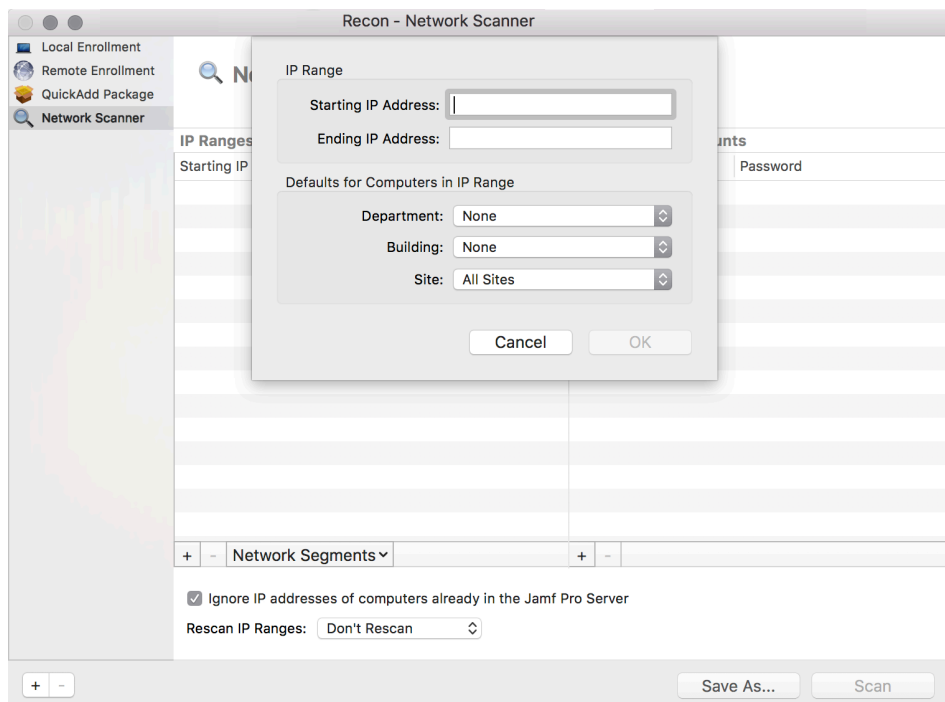 Recon - Network Scanner
Local Enrollment
Remote Enrollment
QuickAdd Package
Network Scanner
IP Range
Starting IP Address:
Ending IP Address:
Defaults for Computers in IP Range
Department: None
Building: None
Site: All Sites
Cancel OK
IP Ranges
Starting IP
Password
+ - Network Segments
+ -
Ignore IP addresses of computers already in the Jamf Pro Server
Rescan IP Ranges: Don't Rescan
+ - Save As... Scan